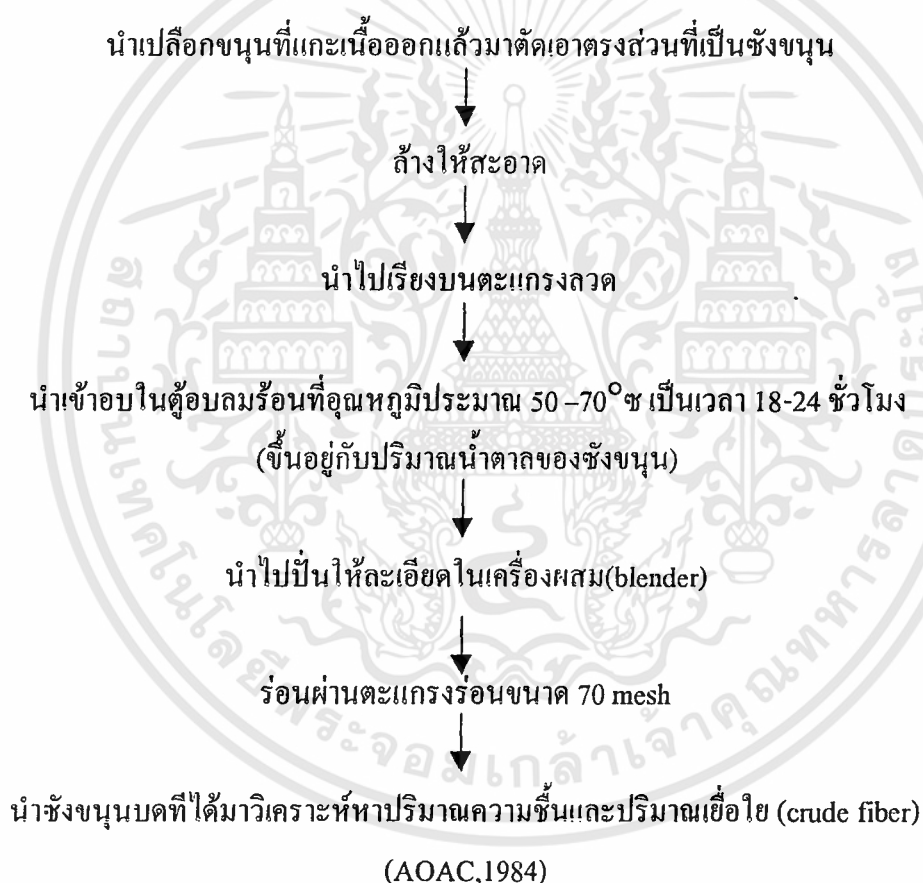 นำเปลือกขนุนที่แกะเนื้อออกแล้วมาตัดเอาตรงส่วนที่เป็นซังขนุน
ล้างให้สะอาด
นำไปเรียงบนตะแกรงลวด
นำเข้าอบในตู้อบลมร้อนที่อุณหภูมิประมาณ 50 –70°ซ เป็นเวลา 18-24 ชั่วโมง
(ขึ้นอยู่กับปริมาณน้ำตาลของซังขนุน)
นำไปปั่นให้ละเอียดในเครื่องผสม(blender)
ร่อนผ่านตะแกรงร่อนขนาด 70 mesh
นำซังขนุนบดที่ได้มาวิเคราะห์หาปริมาณความชื้นและปริมาณเยื่อใย (crude fiber)
(AOAC,1984)